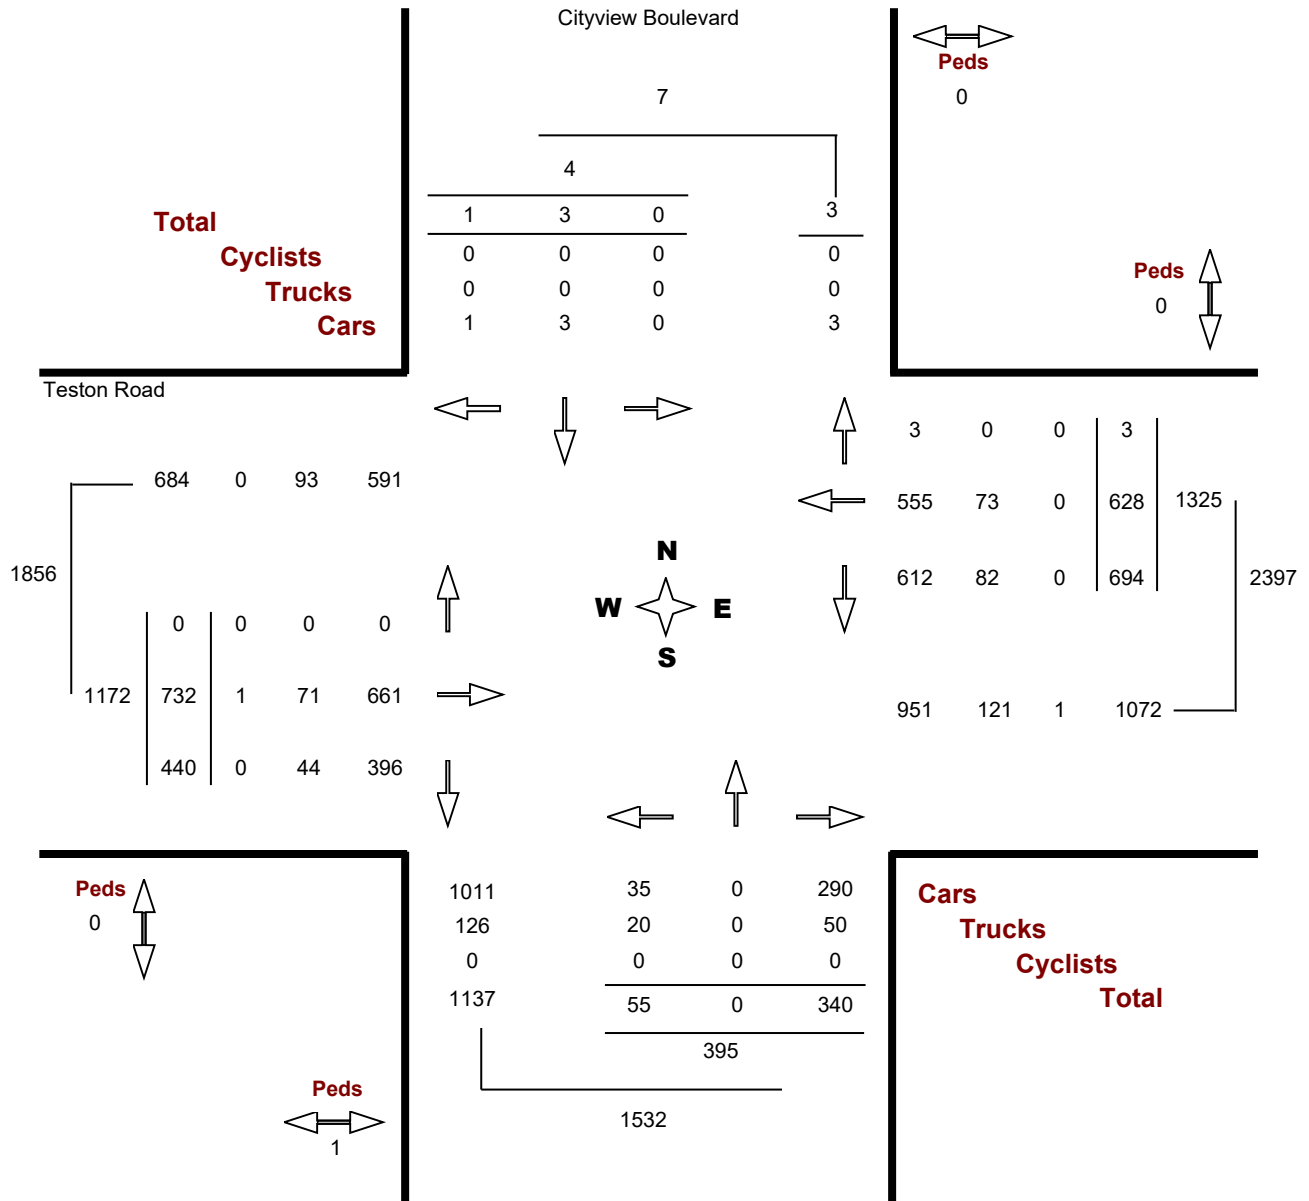 Cityview Boulevard
Peds
0
7
4
1 3 0 3
Total
0 0 0 0
Cyclists
0 0 0 0
Trucks
1 3 0 3
Cars
Peds
0
Teston Road
684 0 93 591
1856
0 0 0 0
1172 732 1 71 661
440 0 44 396
N
W E
S
3 0 0 3
555 73 0 628 1325
612 82 0 694 2397
951 121 1 1072
Peds
0
1011 35 0 290
126 20 0 50
0 0 0 0
1137 55 0 340
395
1532
Cars
Trucks
Cyclists
Total
Peds
1